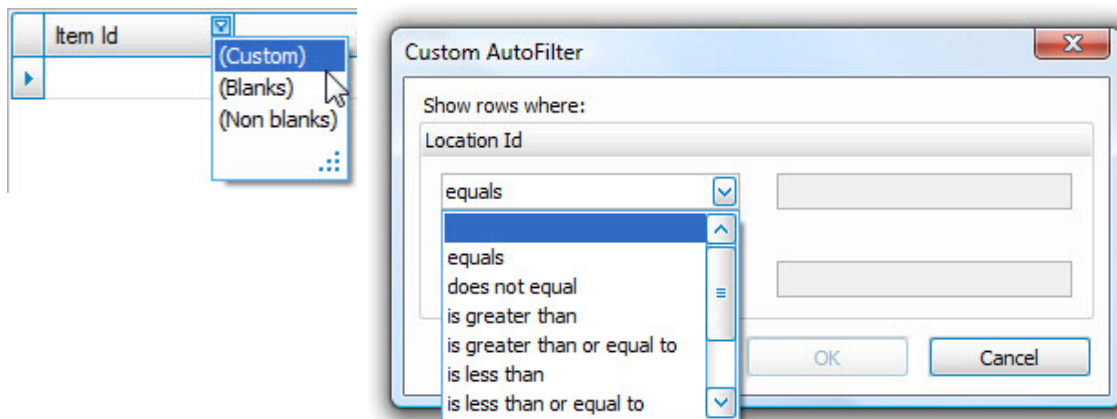 Item Id
(Custom)
(Blanks)
(Non blanks)
Custom AutoFilter
Show rows where:
Location Id
equals
equals
does not equal
is greater than
is greater than or equal to
is less than
is less than or equal to
OK
Cancel